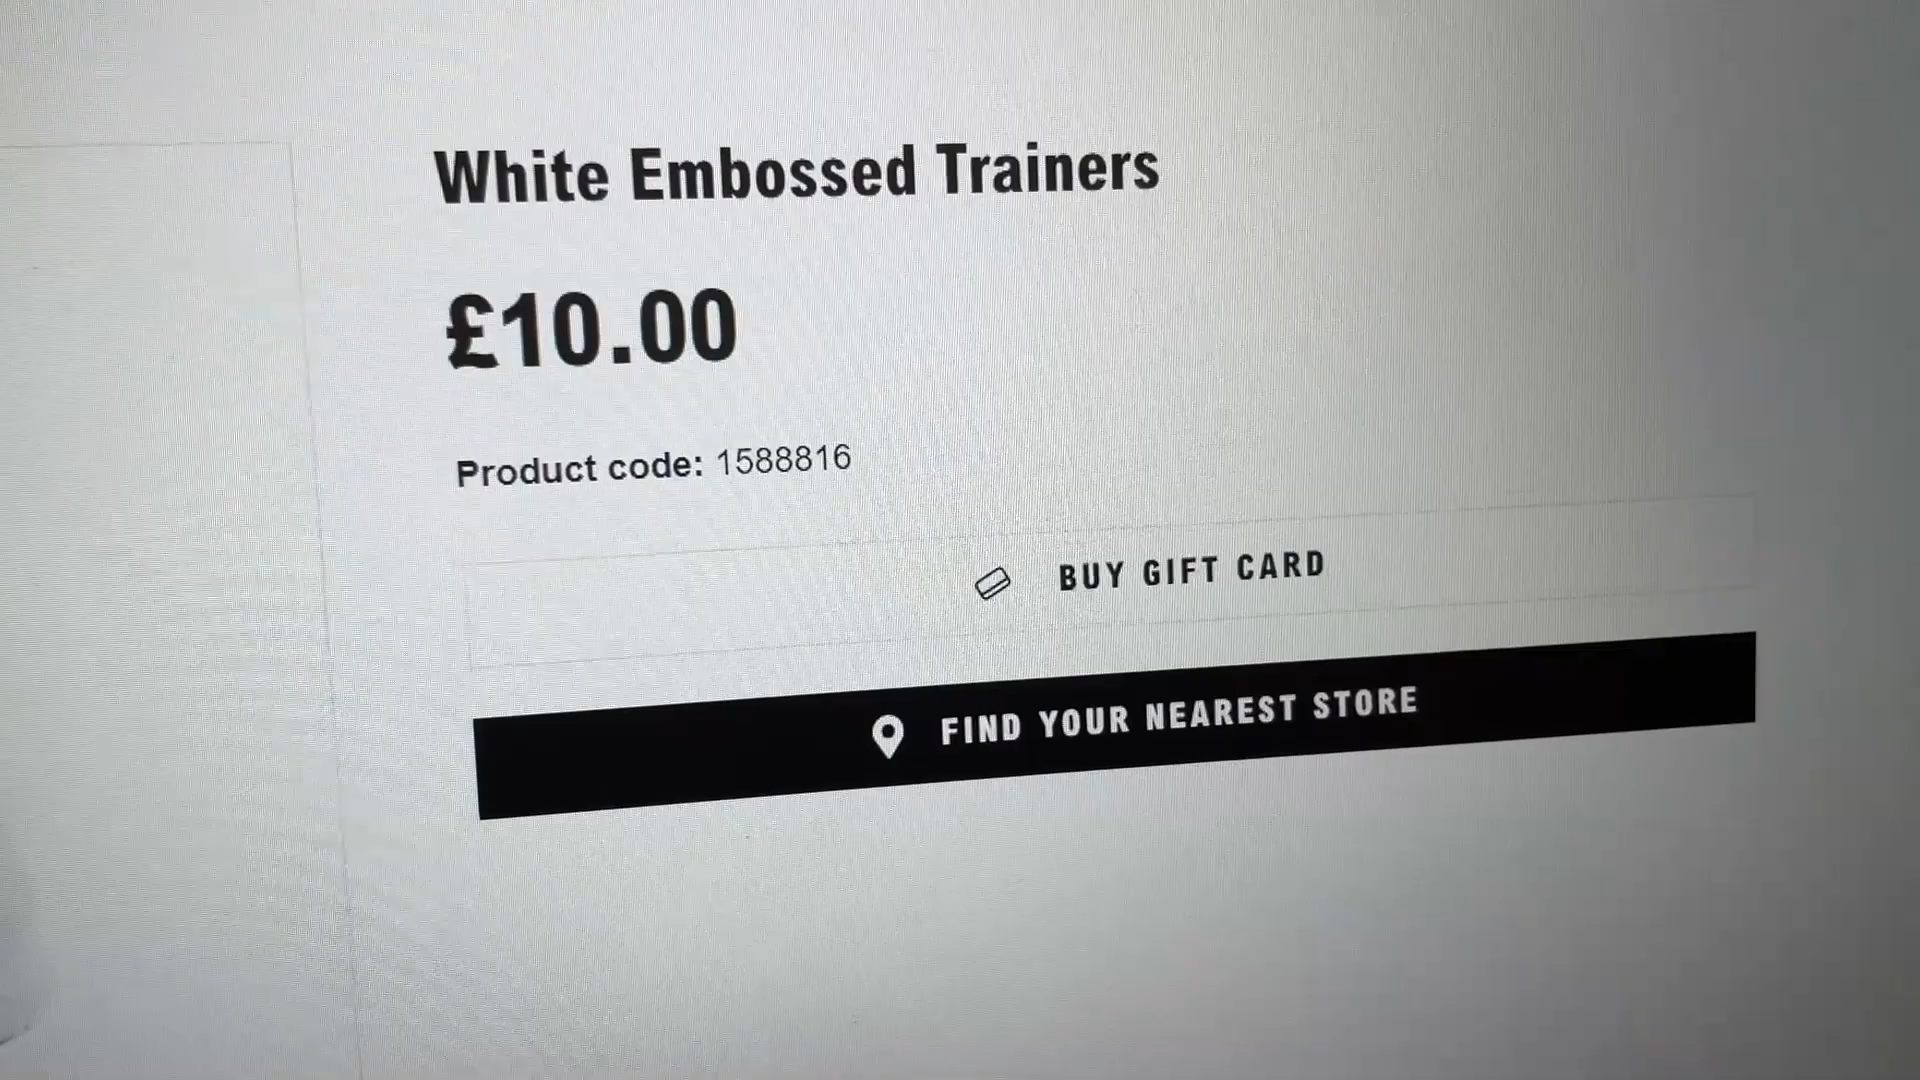 White Embossed Trainers
£10.00
Product code: 1588816
BUY GIFT CARD
FIND YOUR NEAREST STORE